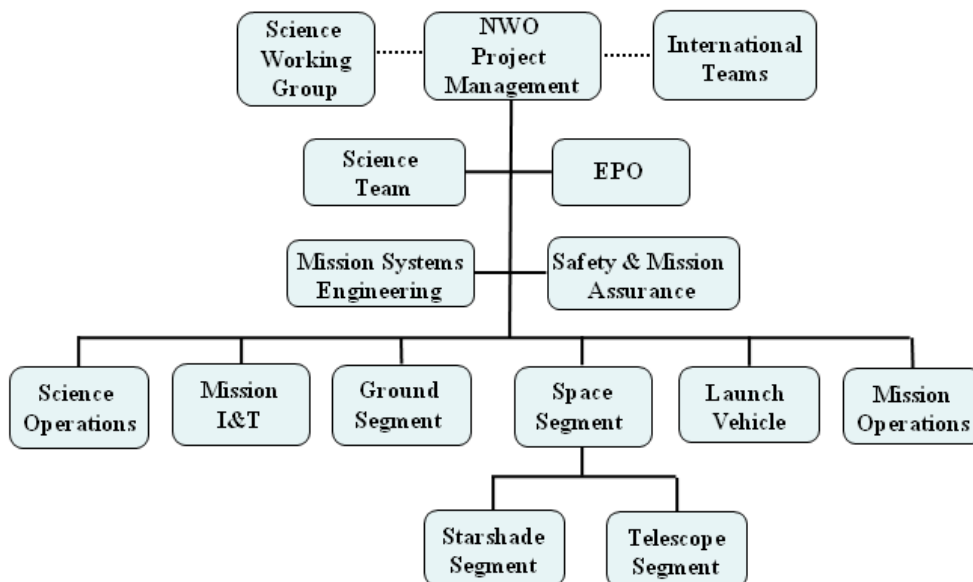 Science
Working
Group
NWO
Project
Management
International
Teams
Science
Team
EPO
Mission Systems
Engineering
Safety & Mission
Assurance
Science
Operations
Mission
I&T
Ground
Segment
Space
Segment
Launch
Vehicle
Mission
Operations
Starshade
Segment
Telescope
Segment